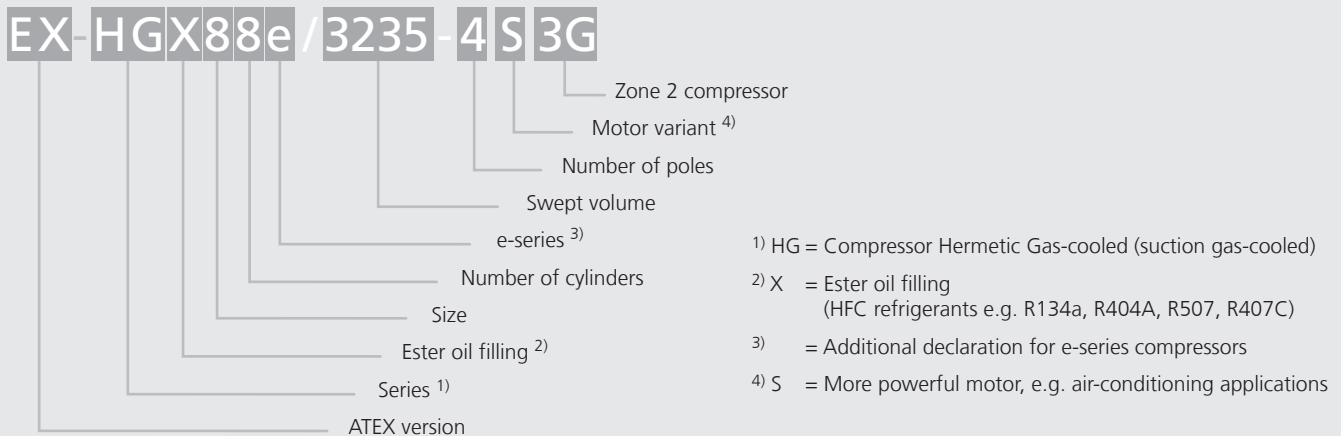 EX-HGX88e/3235-4 S 3G
Zone 2 compressor
Motor variant 4)
Number of poles
Swept volume
e-series 3)
Number of cylinders
Size
Ester oil filling 2)
Series 1)
ATEX version
1) HG = Compressor Hermetic Gas-cooled (suction gas-cooled)
2) X = Ester oil filling
(HFC refrigerants e.g. R134a, R404A, R507, R407C)
3) = Additional declaration for e-series compressors
4) S = More powerful motor, e.g. air-conditioning applications